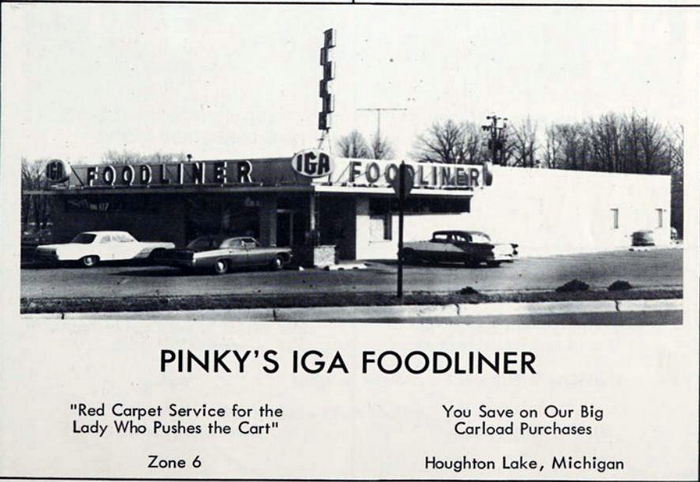 IGA FOODLINER IGA FOODLINER
PINKY'S IGA FOODLINER
"Red Carpet Service for the
Lady Who Pushes the Cart"
Zone 6
You Save on Our Big
Carload Purchases
Houghton Lake, Michigan